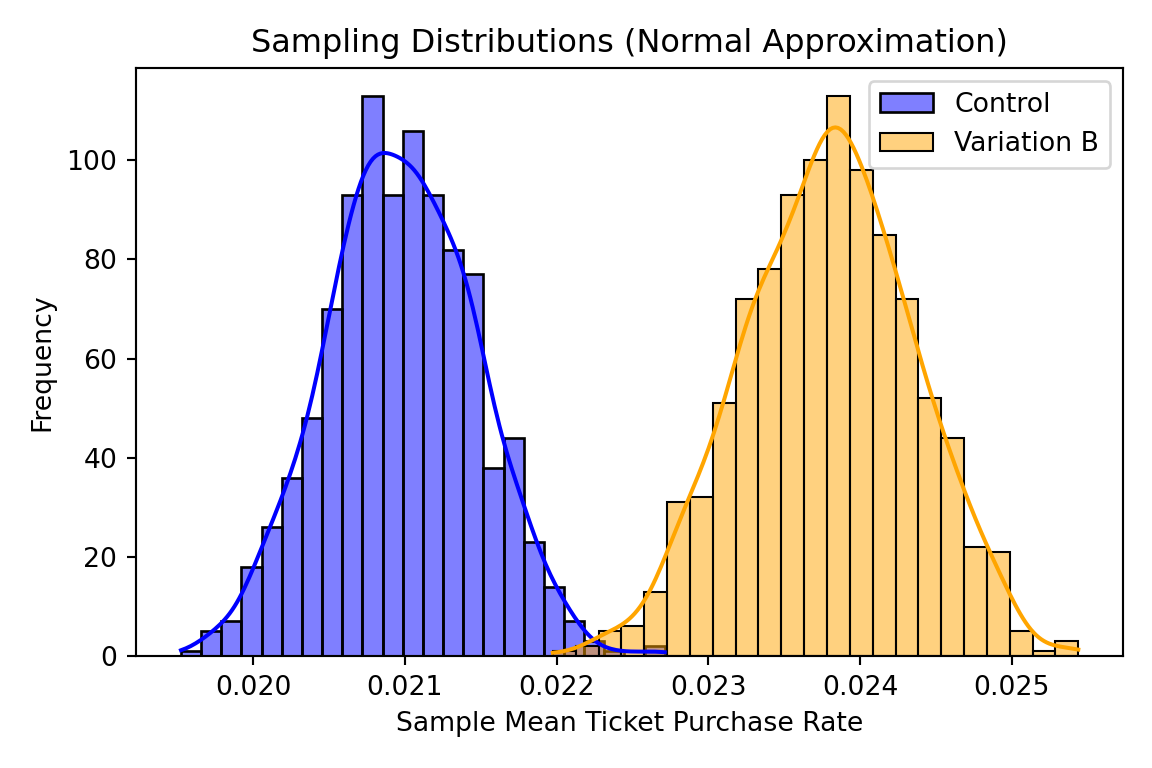 Sampling Distributions (Normal Approximation)
Control
Variation B
100
80
60
40
20
0
Frequency
0.020 0.021 0.022 0.023 0.024 0.025
Sample Mean Ticket Purchase Rate